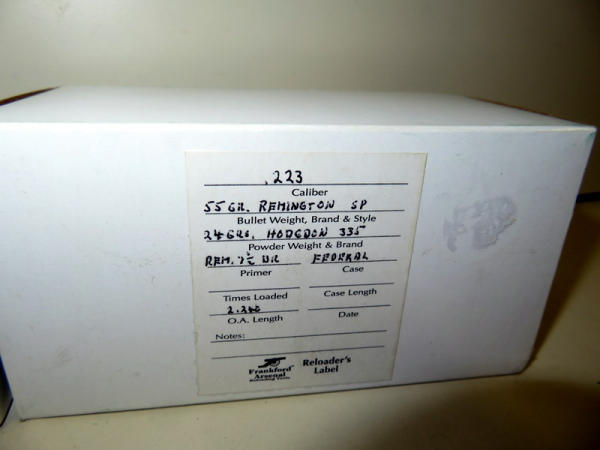 .223
Caliber
55 GR. REMINGTON SP
Bullet Weight, Brand & Style
24 GRS. HODGDON 335
Powder Weight & Brand
REM. 7½ BR FEDERAL
Primer Case
Times Loaded Case Length
2.240
O.A. Length Date
Notes:
Frankford Reloader's
Arsenal Label